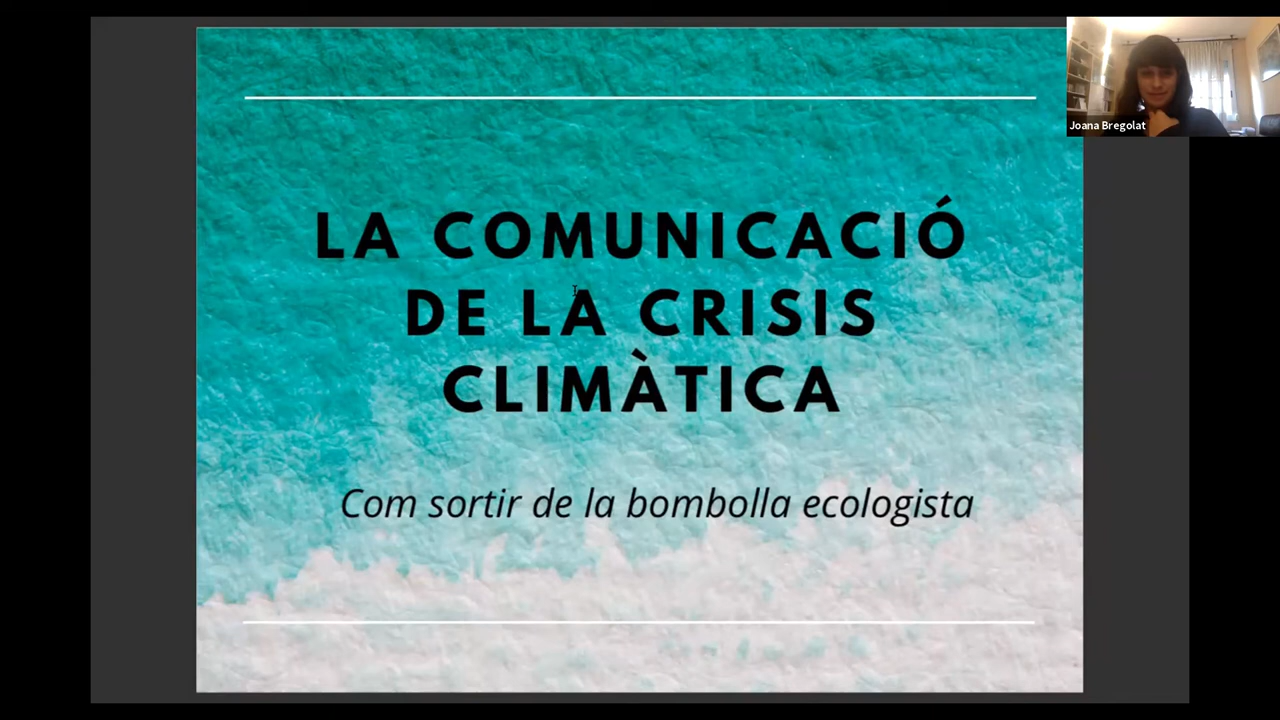 LA COMUNICACIÓ
DE LA CRISIS
CLIMÀTICA
Com sortir de la bombolla ecologista
Joana Bregolat